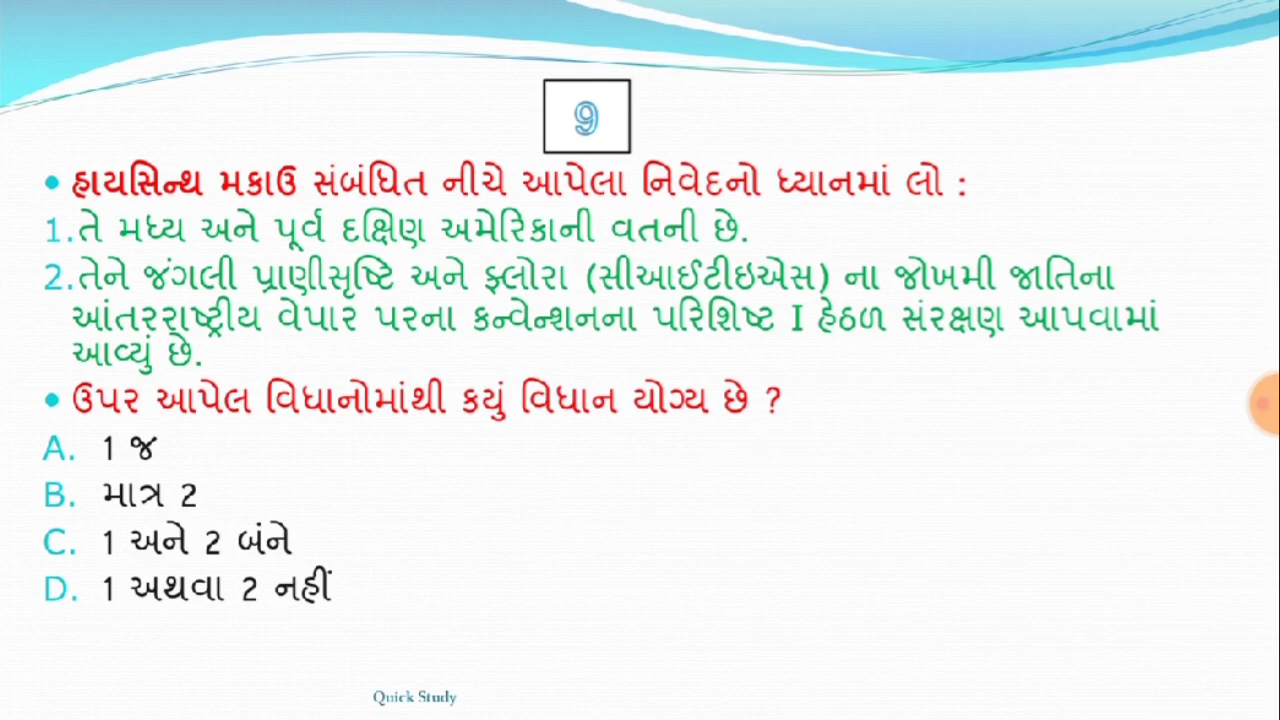 9
• હાયસિન્થ મકાઉ સંબંધિત નીચે આપેલા નિવેદનો ધ્યાનમાં લો :
1.તે મધ્ય અને પૂર્વ દક્ષિણ અમેરિકાની વતની છે.
2.તેને જંગલી પ્રાણીસૃષ્ટિ અને ફ્લોરા (સીઆઈટીઇએસ) ના જોખમી જાતિના
આંતરરાષ્ટ્રીય વેપાર પરના કન્વેન્શનના પરિશિષ્ટ I હેઠળ સંરક્ષણ આપવામાં
આવ્યું છે.
• ઉપર આપેલ વિધાનોમાંથી કયું વિધાન યોગ્ય છે ?
A. 1 જ
B. માત્ર 2
C. 1 અને 2 બંને
D. 1 અથવા 2 નહીં
Quick Study